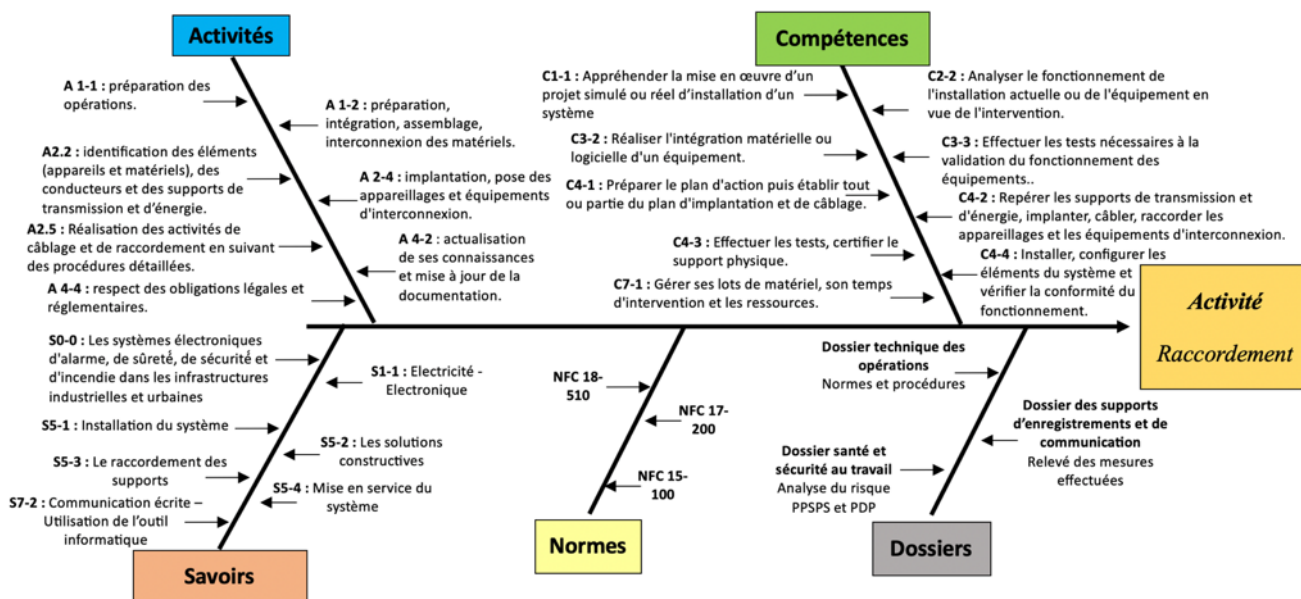 Activités
A 1-1 : préparation des
opérations.
A 1-2 : préparation,
intégration, assemblage,
interconnexion des matériels.
A2.2 : identification des éléments
(appareils et matériels), des
conducteurs et des supports de
transmission et d’énergie.
A 2-4 : implantation, pose des
appareillages et équipements
d'interconnexion.
A2.5 : Réalisation des activités de
câblage et de raccordement en suivant
des procédures détaillées.
A 4-2 : actualisation
de ses connaissances
et mise à jour de la
documentation.
A 4-4 : respect des obligations légales et
réglementaires.
Compétences
C1-1 : Appréhender la mise en œuvre d’un
projet simulé ou réel d’installation d’un
système
C2-2 : Analyser le fonctionnement de
l'installation actuelle ou de l'équipement en
vue de l'intervention.
C3-2 : Réaliser l'intégration matérielle ou
logicielle d'un équipement.
C3-3 : Effectuer les tests nécessaires à la
validation du fonctionnement des
équipements..
C4-1 : Préparer le plan d'action puis établir tout
ou partie du plan d'implantation et de câblage.
C4-2 : Repérer les supports de transmission et
d'énergie, implanter, câbler, raccorder les
appareillages et les équipements d'interconnexion.
C4-3 : Effectuer les tests, certifier le
support physique.
C4-4 : Installer, configurer les
éléments du système et
vérifier la conformité du
fonctionnement.
C7-1 : Gérer ses lots de matériel, son temps
d'intervention et les ressources.
Activité
Raccordement
S0-0 : Les systèmes électroniques
d'alarme, de sûreté, de sécurité et
d'incendie dans les infrastructures
industrielles et urbaines
S1-1 : Electricité -
Electronique
S5-1 : Installation du système
S5-2 : Les solutions
constructives
S5-3 : Le raccordement des
supports
S5-4 : Mise en service du
système
S7-2 : Communication écrite –
Utilisation de l’outil
informatique
Savoirs
NFC 18-
510
NFC 17-
200
NFC 15-
100
Normes
Dossier technique des
opérations
Normes et procédures
Dossier des supports
d’enregistrements et de
communication
Relevé des mesures
effectuées
Dossier santé et
sécurité au travail
Analyse du risque
PPSPS et PDP
Dossiers